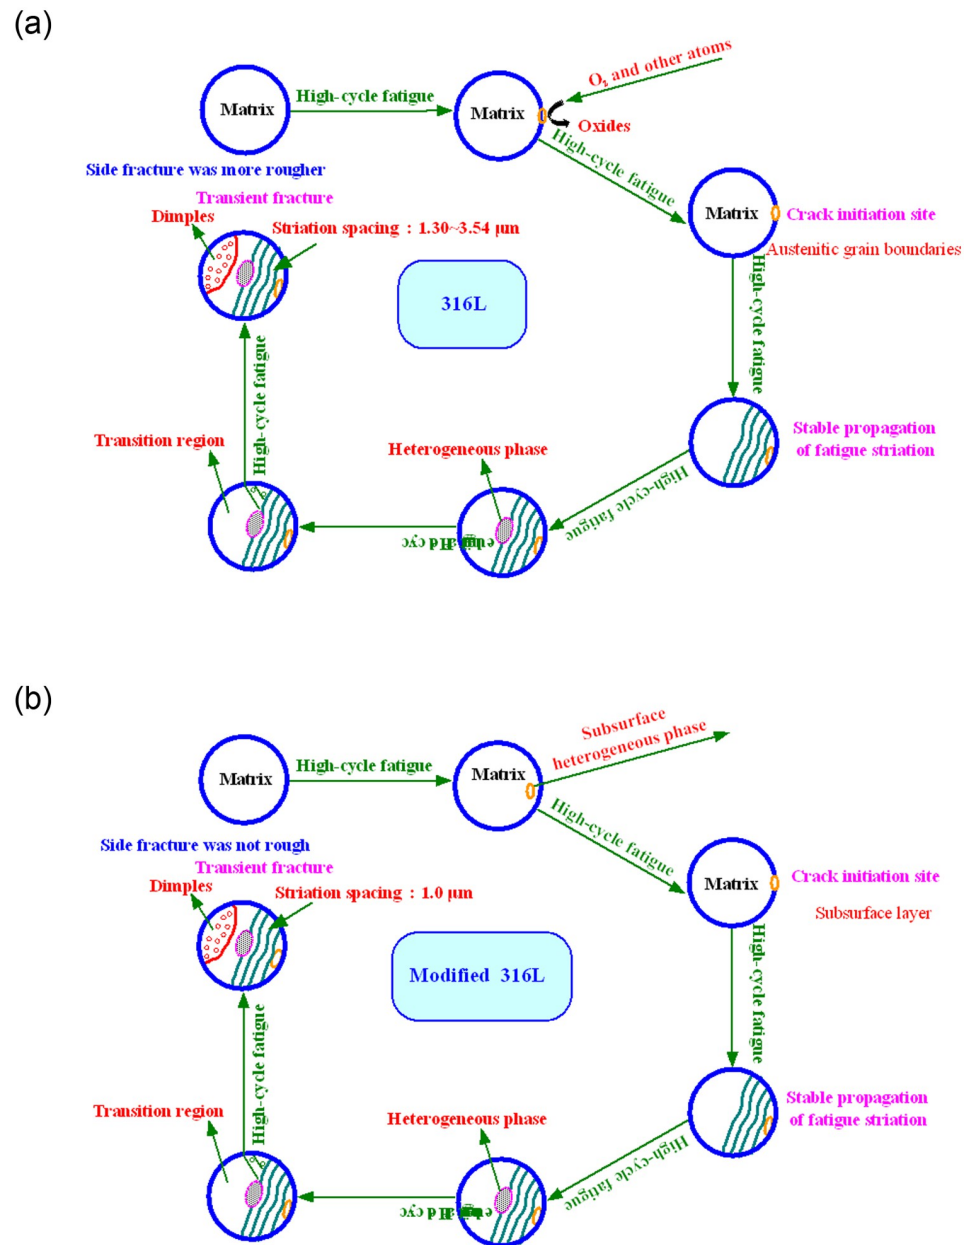 (a)
Matrix
High-cycle fatigue
Matrix
O₂ and other atoms
Oxides
High-cycle fatigue
Side fracture was more rougher
Transient fracture
Dimples
Striation spacing : 1.30~3.54 μm
Matrix
Crack initiation site
Austenitic grain boundaries
316L
High-cycle fatigue
High-cycle fatigue
Transition region
Heterogeneous phase
Stable propagation
of fatigue striation
High-cycle fatigue
(b)
Matrix
High-cycle fatigue
Matrix
Subsurface
heterogeneous phase
High-cycle fatigue
Side fracture was not rough
Transient fracture
Dimples
Striation spacing : 1.0 μm
Matrix
Crack initiation site
Subsurface layer
Modified 316L
High-cycle fatigue
High-cycle fatigue
Transition region
Heterogeneous phase
Stable propagation
of fatigue striation
High-cycle fatigue